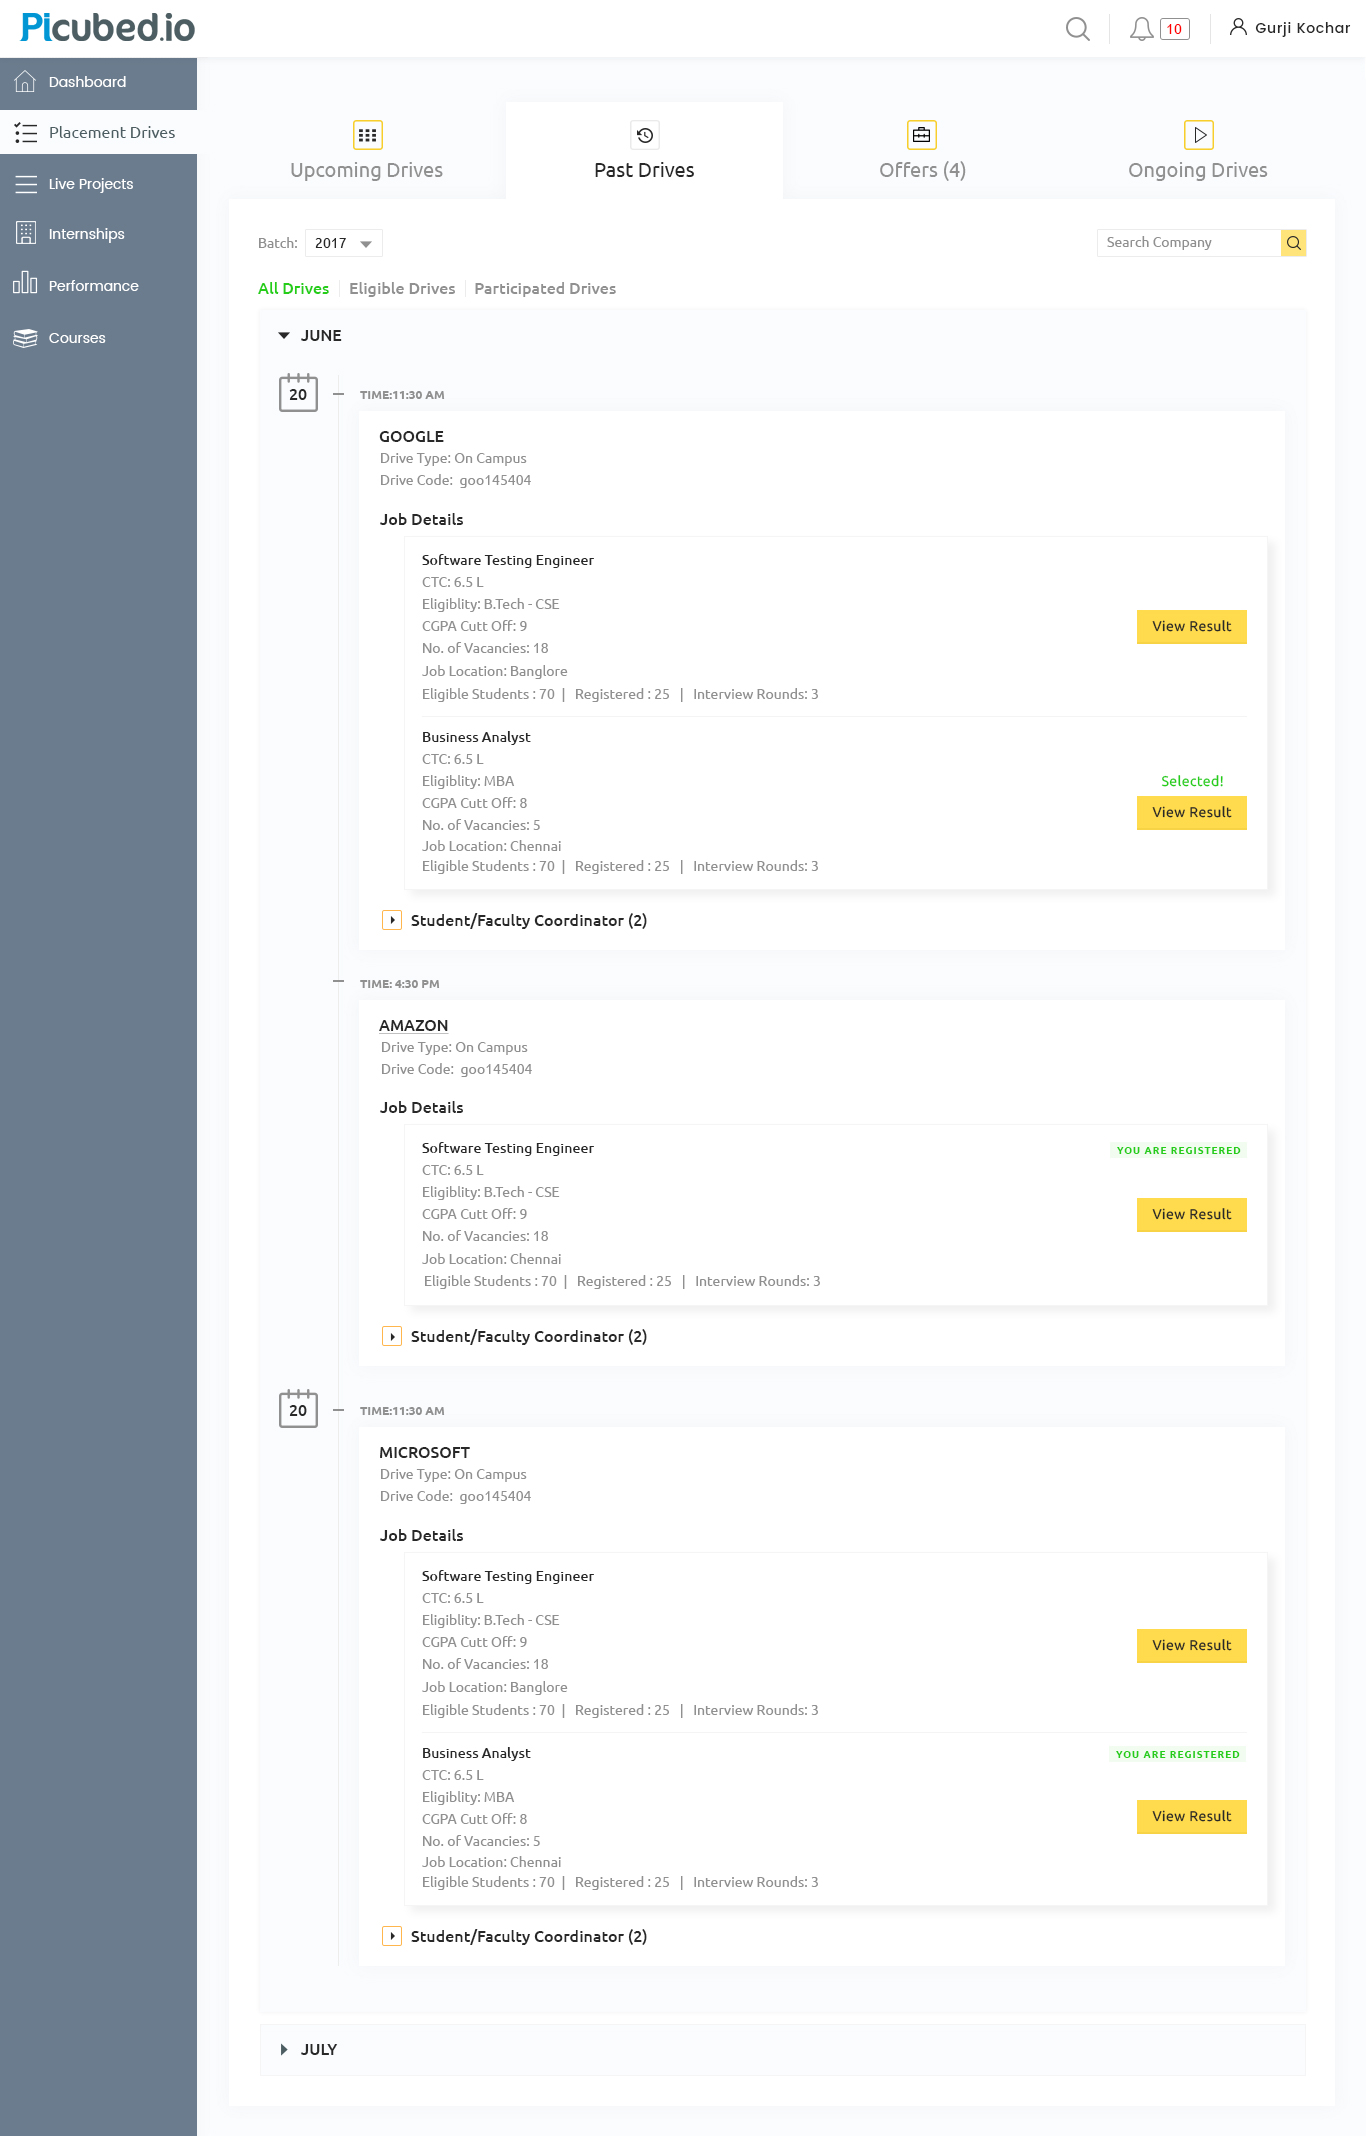 Picubed.io
10
Gurji Kochar
Dashboard
Placement Drives
Live Projects
Internships
Performance
Courses
Upcoming Drives
Past Drives
Offers (4)
Ongoing Drives
Batch: 2017
Search Company
All Drives
Eligible Drives
Participated Drives
JUNE
20
TIME:11:30 AM
GOOGLE
Drive Type: On Campus
Drive Code: goo145404
Job Details
Software Testing Engineer
CTC: 6.5 L
Eligiblity: B.Tech - CSE
CGPA Cutt Off: 9
View Result
No. of Vacancies: 18
Job Location: Banglore
Eligible Students : 70 | Registered : 25 | Interview Rounds: 3
Business Analyst
CTC: 6.5 L
Eligiblity: MBA
Selected!
CGPA Cutt Off: 8
View Result
No. of Vacancies: 5
Job Location: Chennai
Eligible Students : 70 | Registered : 25 | Interview Rounds: 3
Student/Faculty Coordinator (2)
TIME: 4:30 PM
AMAZON
Drive Type: On Campus
Drive Code: goo145404
Job Details
Software Testing Engineer
YOU ARE REGISTERED
CTC: 6.5 L
Eligiblity: B.Tech - CSE
CGPA Cutt Off: 9
View Result
No. of Vacancies: 18
Job Location: Chennai
Eligible Students : 70 | Registered : 25 | Interview Rounds: 3
Student/Faculty Coordinator (2)
20
TIME:11:30 AM
MICROSOFT
Drive Type: On Campus
Drive Code: goo145404
Job Details
Software Testing Engineer
CTC: 6.5 L
Eligiblity: B.Tech - CSE
CGPA Cutt Off: 9
View Result
No. of Vacancies: 18
Job Location: Banglore
Eligible Students : 70 | Registered : 25 | Interview Rounds: 3
Business Analyst
YOU ARE REGISTERED
CTC: 6.5 L
Eligiblity: MBA
CGPA Cutt Off: 8
View Result
No. of Vacancies: 5
Job Location: Chennai
Eligible Students : 70 | Registered : 25 | Interview Rounds: 3
Student/Faculty Coordinator (2)
JULY